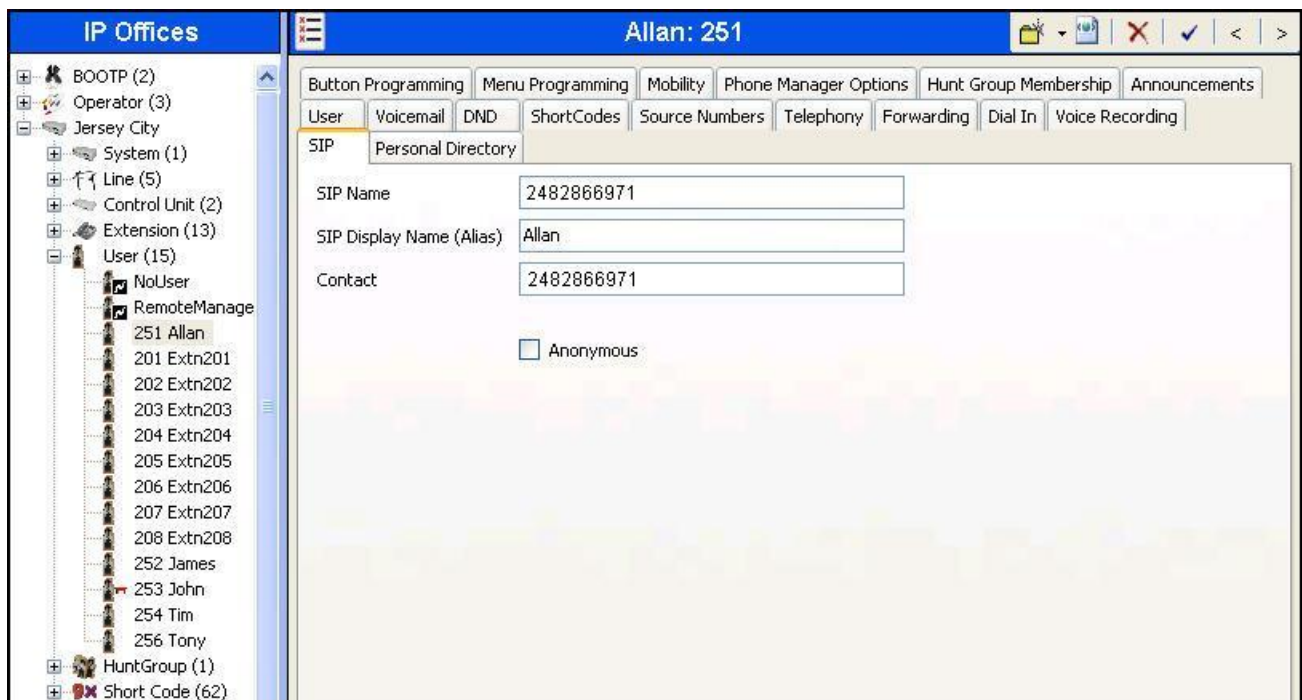 IP Offices
BOOTP (2)
Operator (3)
Jersey City
System (1)
Line (5)
Control Unit (2)
Extension (13)
User (15)
NoUser
RemoteManage
251 Allan
201 Extn201
202 Extn202
203 Extn203
204 Extn204
205 Extn205
206 Extn206
207 Extn207
208 Extn208
252 James
253 John
254 Tim
256 Tony
HuntGroup (1)
Short Code (62)
Allan: 251
Button Programming Menu Programming Mobility Phone Manager Options Hunt Group Membership Announcements
User Voicemail DND ShortCodes Source Numbers Telephony Forwarding Dial In Voice Recording
SIP Personal Directory
SIP Name 2482866971
SIP Display Name (Alias) Allan
Contact 2482866971
Anonymous